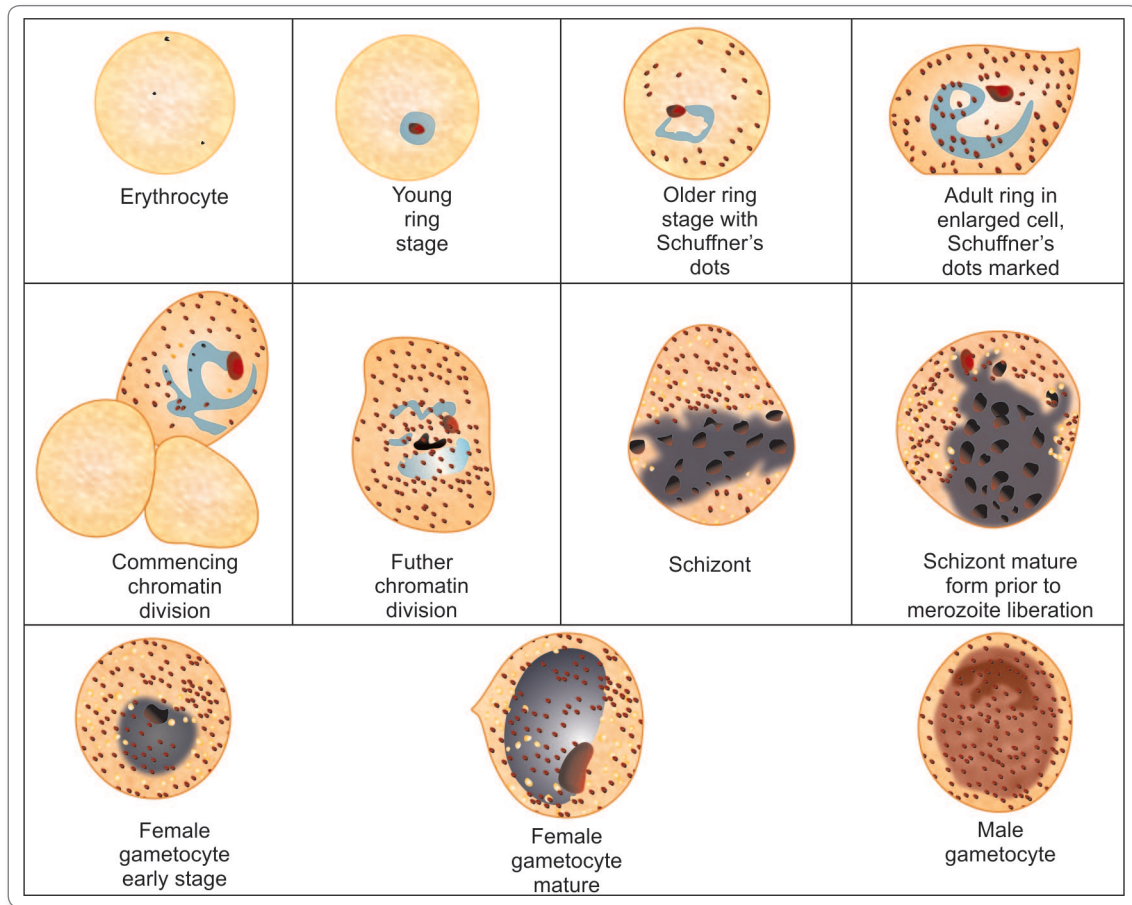 Erythrocyte
Young
ring
stage
Older ring
stage with
Schuffner's
dots
Adult ring in
enlarged cell,
Schuffner's
dots marked
Commencing
chromatin
division
Futher
chromatin
division
Schizont
Schizont mature
form prior to
merozoite liberation
Female
gametocyte
early stage
Female
gametocyte
mature
Male
gametocyte